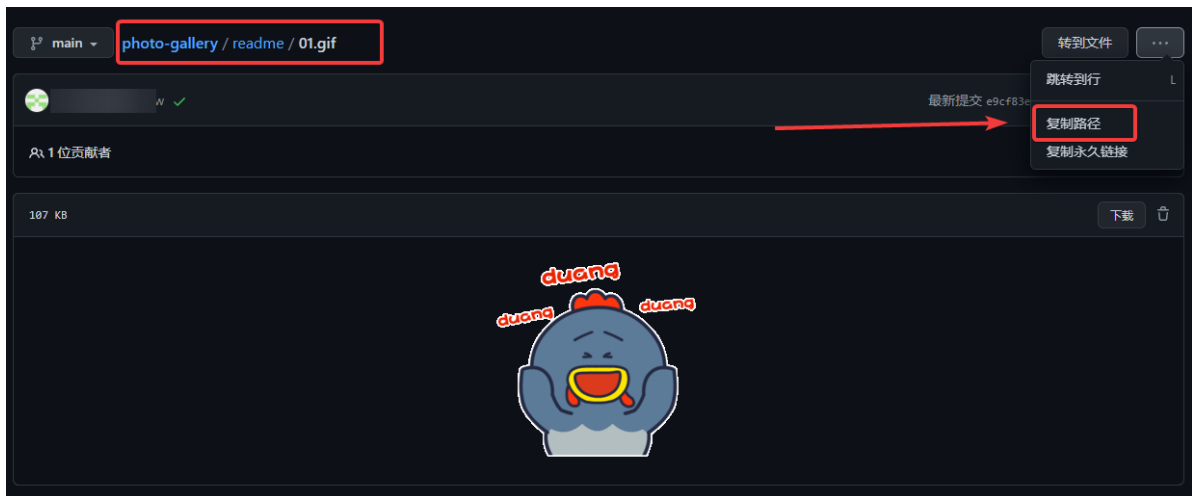 main photo-gallery / readme / 01.gif 转到文件 ...
跳转到行 L
最新提交 e9cf83e
复制路径
1 位贡献者
复制永久链接
107 KB 下载
duang
duang
duang